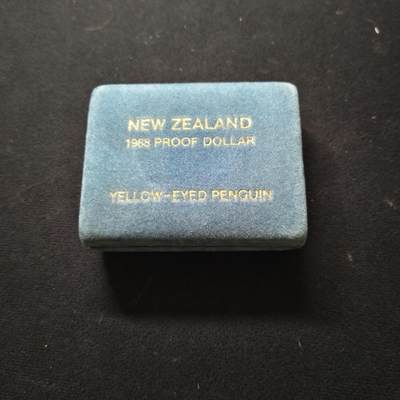 NEW ZEALAND
1988 PROOF DOLLAR
YELLOW-EYED PENGUIN